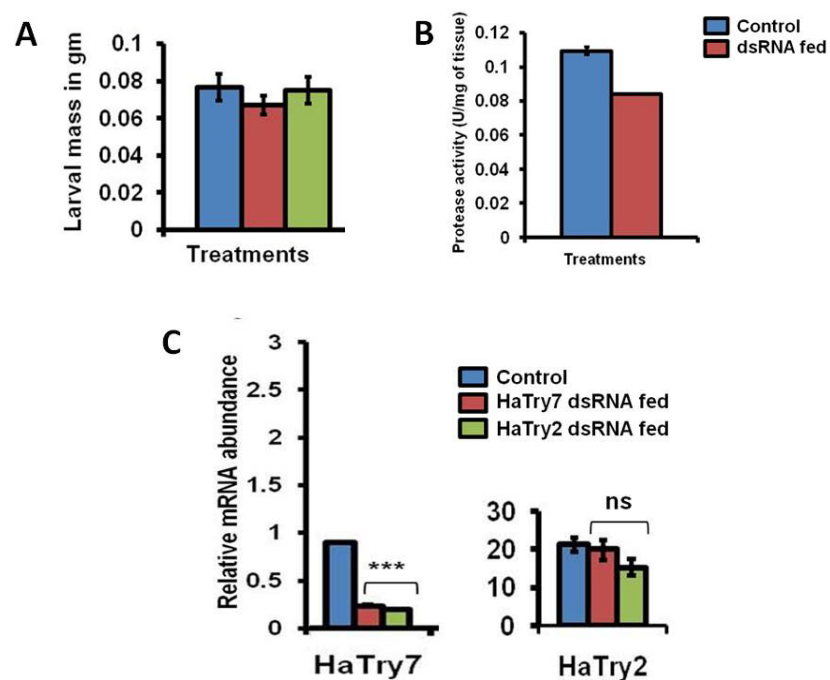 A
Larval mass in gm
0.1
0.08
0.06
0.04
0.02
0
Treatments
B
Protease activity (U/mg of tissue)
0.12
0.1
0.08
0.06
0.04
0.02
0
Treatments
Control
dsRNA fed
C
Relative mRNA abundance
3
2.5
2
1.5
1
0.5
0
***
HaTry7
Control
HaTry7 dsRNA fed
HaTry2 dsRNA fed
30
20
10
0
ns
HaTry2